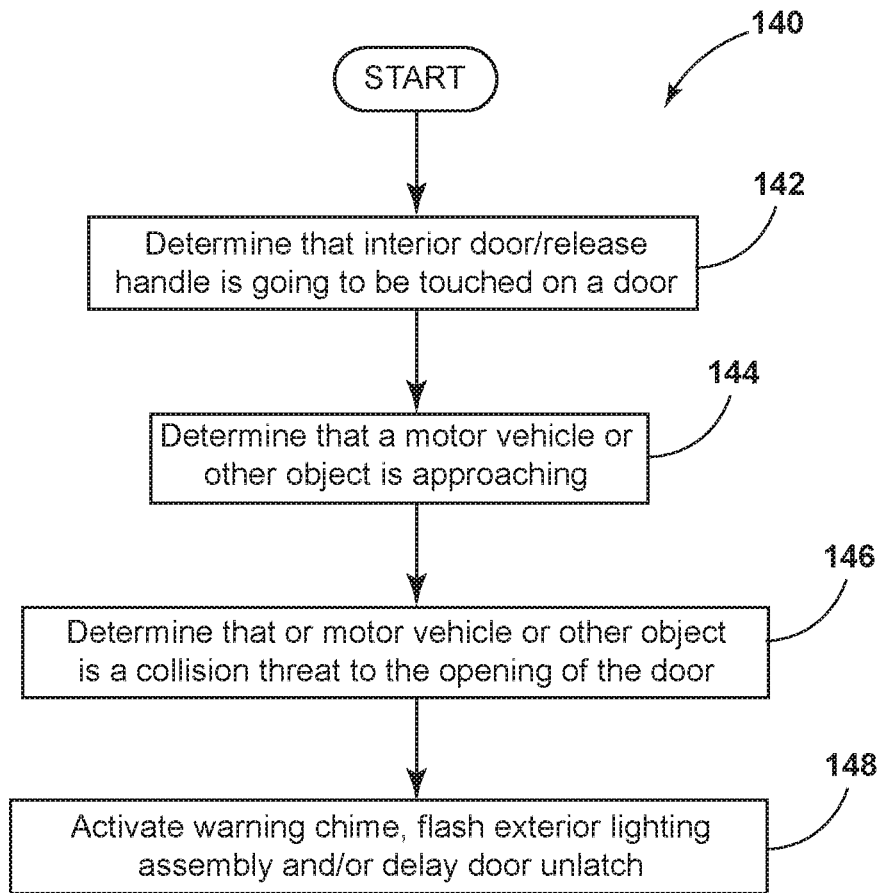 140
START
142
Determine that interior door/release
handle is going to be touched on a door
144
Determine that a motor vehicle or
other object is approaching
146
Determine that or motor vehicle or other object
is a collision threat to the opening of the door
148
Activate warning chime, flash exterior lighting
assembly and/or delay door unlatch